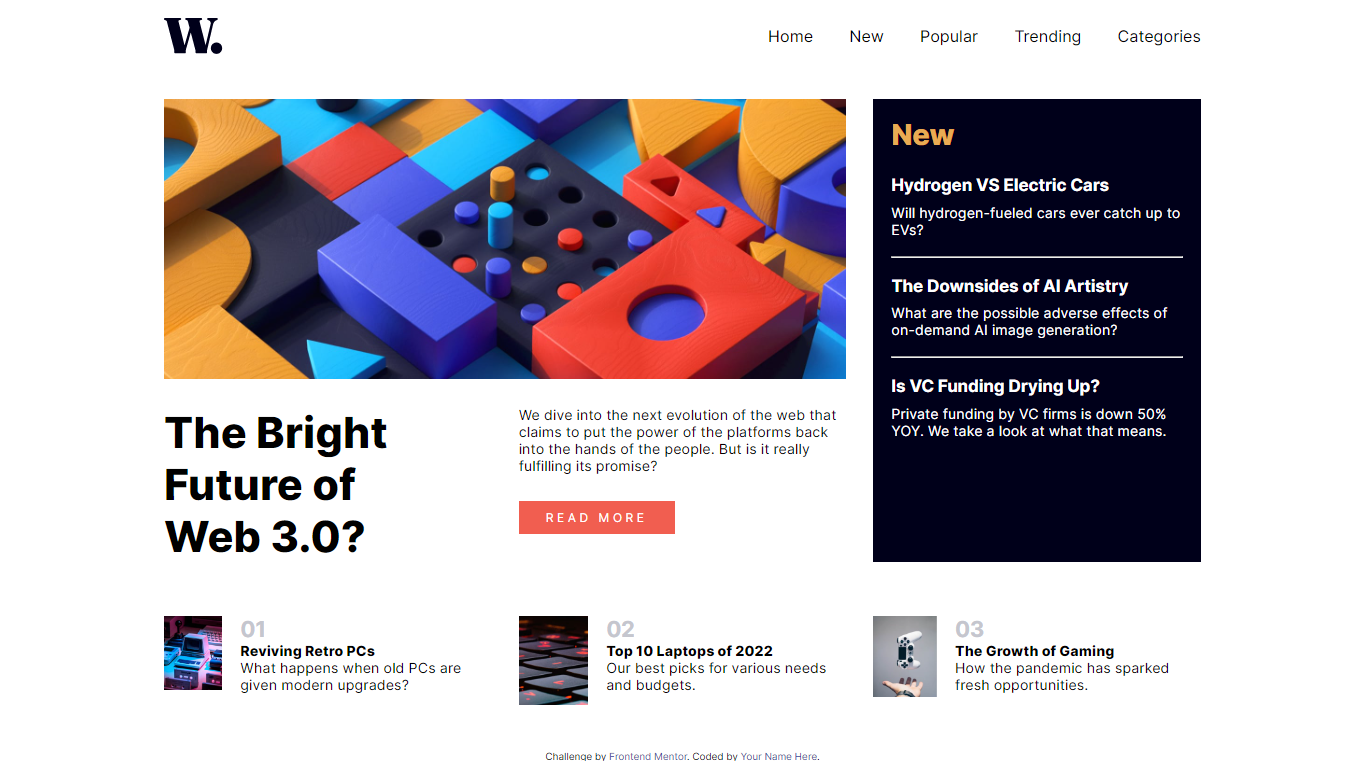 W.
Home New Popular Trending Categories
New
Hydrogen VS Electric Cars
Will hydrogen-fueled cars ever catch up to
EVs?
The Downsides of AI Artistry
What are the possible adverse effects of
on-demand AI image generation?
Is VC Funding Drying Up?
Private funding by VC firms is down 50%
YOY. We take a look at what that means.
The Bright
Future of
Web 3.0?
We dive into the next evolution of the web that
claims to put the power of the platforms back
into the hands of the people. But is it really
fulfilling its promise?
READ MORE
01
Reviving Retro PCs
What happens when old PCs are
given modern upgrades?
02
Top 10 Laptops of 2022
Our best picks for various needs
and budgets.
03
The Growth of Gaming
How the pandemic has sparked
fresh opportunities.
Challenge by Frontend Mentor. Coded by Your Name Here.